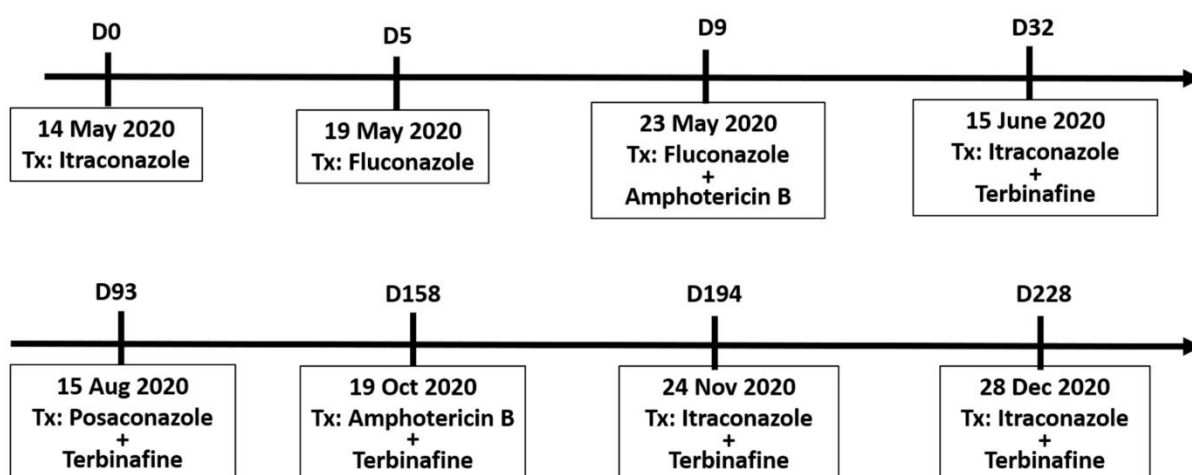 D0 D5 D9 D32
14 May 2020
Tx: Itraconazole
19 May 2020
Tx: Fluconazole
23 May 2020
Tx: Fluconazole
+
Amphotericin B
15 June 2020
Tx: Itraconazole
+
Terbinafine
D93 D158 D194 D228
15 Aug 2020
Tx: Posaconazole
+
Terbinafine
19 Oct 2020
Tx: Amphotericin B
+
Terbinafine
24 Nov 2020
Tx: Itraconazole
+
Terbinafine
28 Dec 2020
Tx: Itraconazole
+
Terbinafine